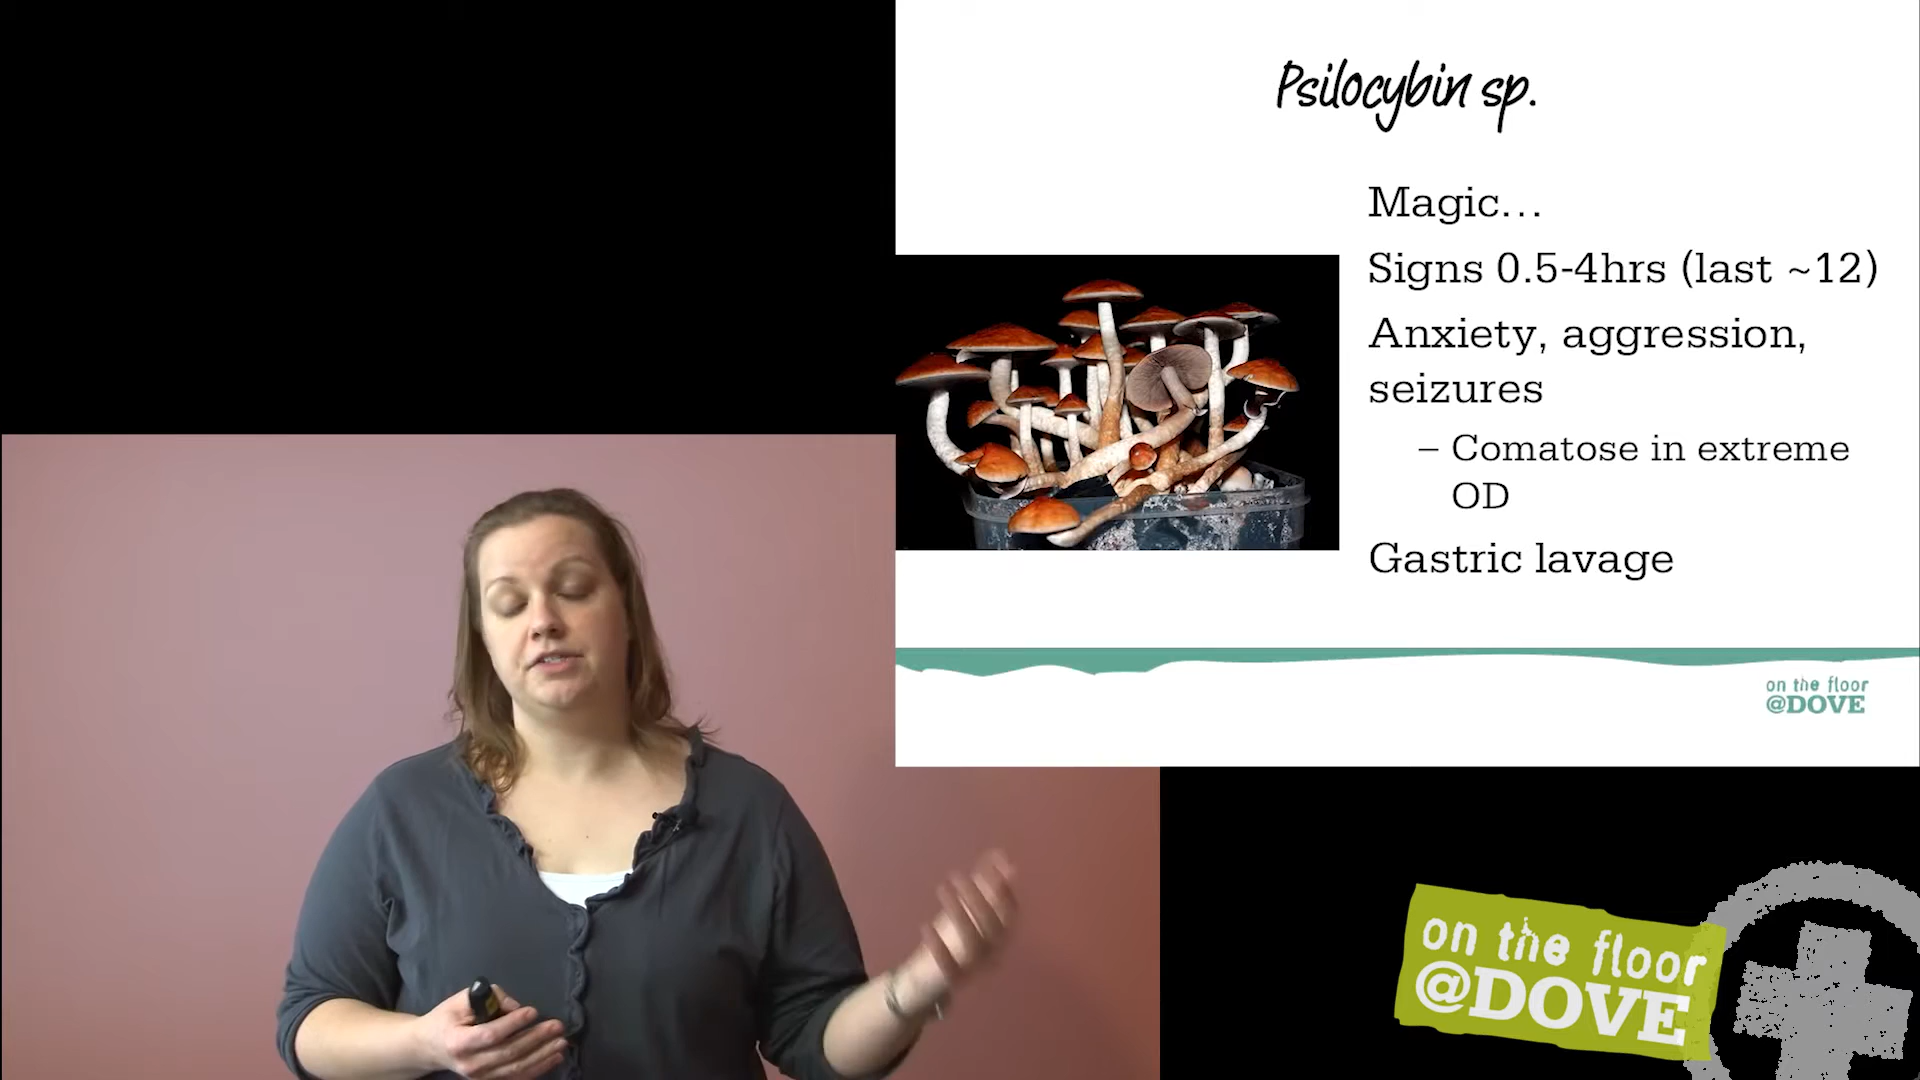 Psilocybin sp.
Magic...
Signs 0.5-4hrs (last ~12)
Anxiety, aggression,
seizures
– Comatose in extreme
OD
Gastric lavage
on the floor
@DOVE
on the floor
@DOVE